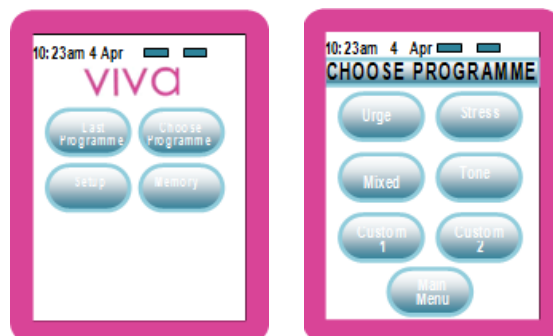 10:23am 4 Apr
viva
Last Programme
Choose Programme
Setup
Memory
10:23am 4 Apr
CHOOSE PROGRAMME
Urge
Stress
Mixed
Tone
Custom 1
Custom 2
Main Menu